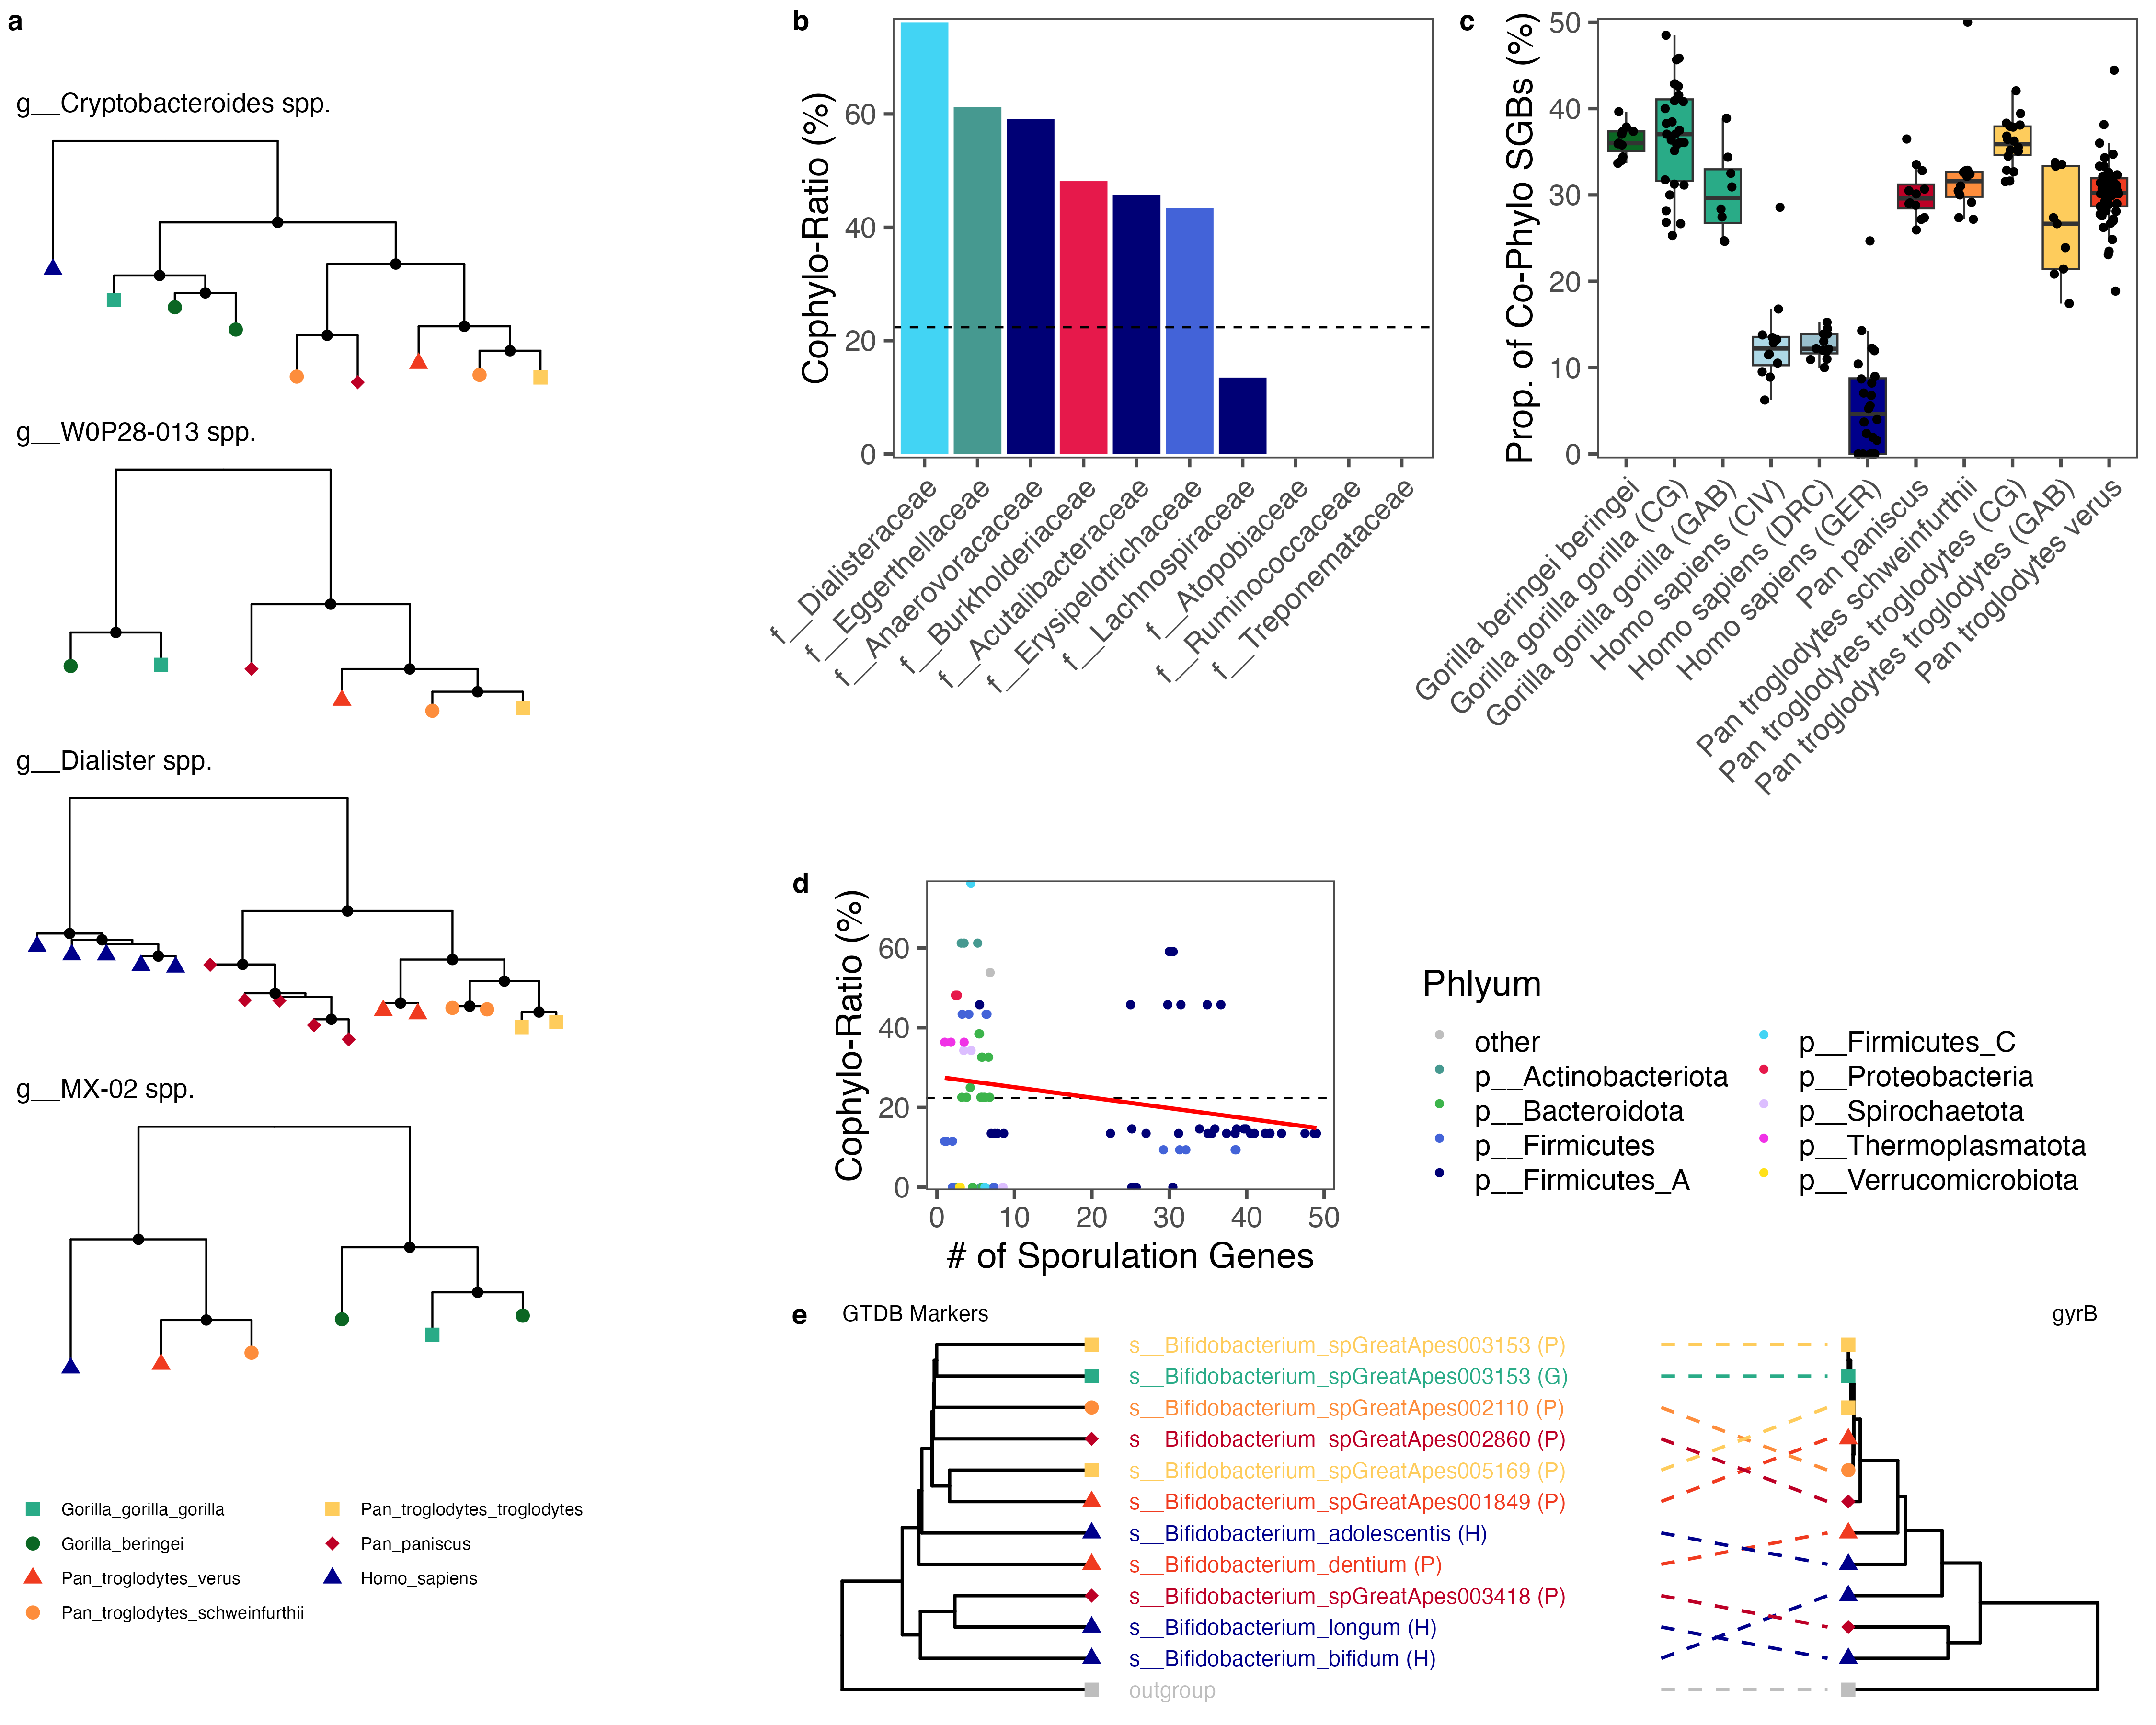 a
g__Cryptobacteroides spp.
g__W0P28-013 spp.
g__Dialister spp.
g__MX-02 spp.
Gorilla_gorilla_gorilla
Gorilla_beringei
Pan_troglodytes_verus
Pan_troglodytes_schweinfurthii
Pan_troglodytes_troglodytes
Pan_paniscus
Homo_sapiens
b
Cophylo-Ratio (%)
60
40
20
0
f__Dialisteraceae
f__Eggerthellaceae
f__Anaerovoracaceae
f__Burkholderiaceae
f__Acutalibacteraceae
f__Erysipelotrichaceae
f__Lachnospiraceae
f__Atopobiaceae
f__Ruminococcaceae
f__Treponemataceae
c
Prop. of Co-Phylo SGBs (%)
50
40
30
20
10
0
Gorilla beringei beringei
Gorilla gorilla gorilla (CG)
Gorilla gorilla gorilla (GAB)
Homo sapiens (CIV)
Homo sapiens (DRC)
Homo sapiens (GER)
Pan paniscus
Pan troglodytes schweinfurthii
Pan troglodytes troglodytes (CG)
Pan troglodytes troglodytes (GAB)
Pan troglodytes verus
d
Cophylo-Ratio (%)
60
40
20
0
0 10 20 30 40 50
# of Sporulation Genes
Phlyum
other
p__Actinobacteriota
p__Bacteroidota
p__Firmicutes
p__Firmicutes_A
p__Firmicutes_C
p__Proteobacteria
p__Spirochaetota
p__Thermoplasmatota
p__Verrucomicrobiota
e
GTDB Markers
gyrB
s__Bifidobacterium_spGreatApes003153 (P)
s__Bifidobacterium_spGreatApes003153 (G)
s__Bifidobacterium_spGreatApes002110 (P)
s__Bifidobacterium_spGreatApes002860 (P)
s__Bifidobacterium_spGreatApes005169 (P)
s__Bifidobacterium_spGreatApes001849 (P)
s__Bifidobacterium_adolescentis (H)
s__Bifidobacterium_dentium (P)
s__Bifidobacterium_spGreatApes003418 (P)
s__Bifidobacterium_longum (H)
s__Bifidobacterium_bifidum (H)
outgroup